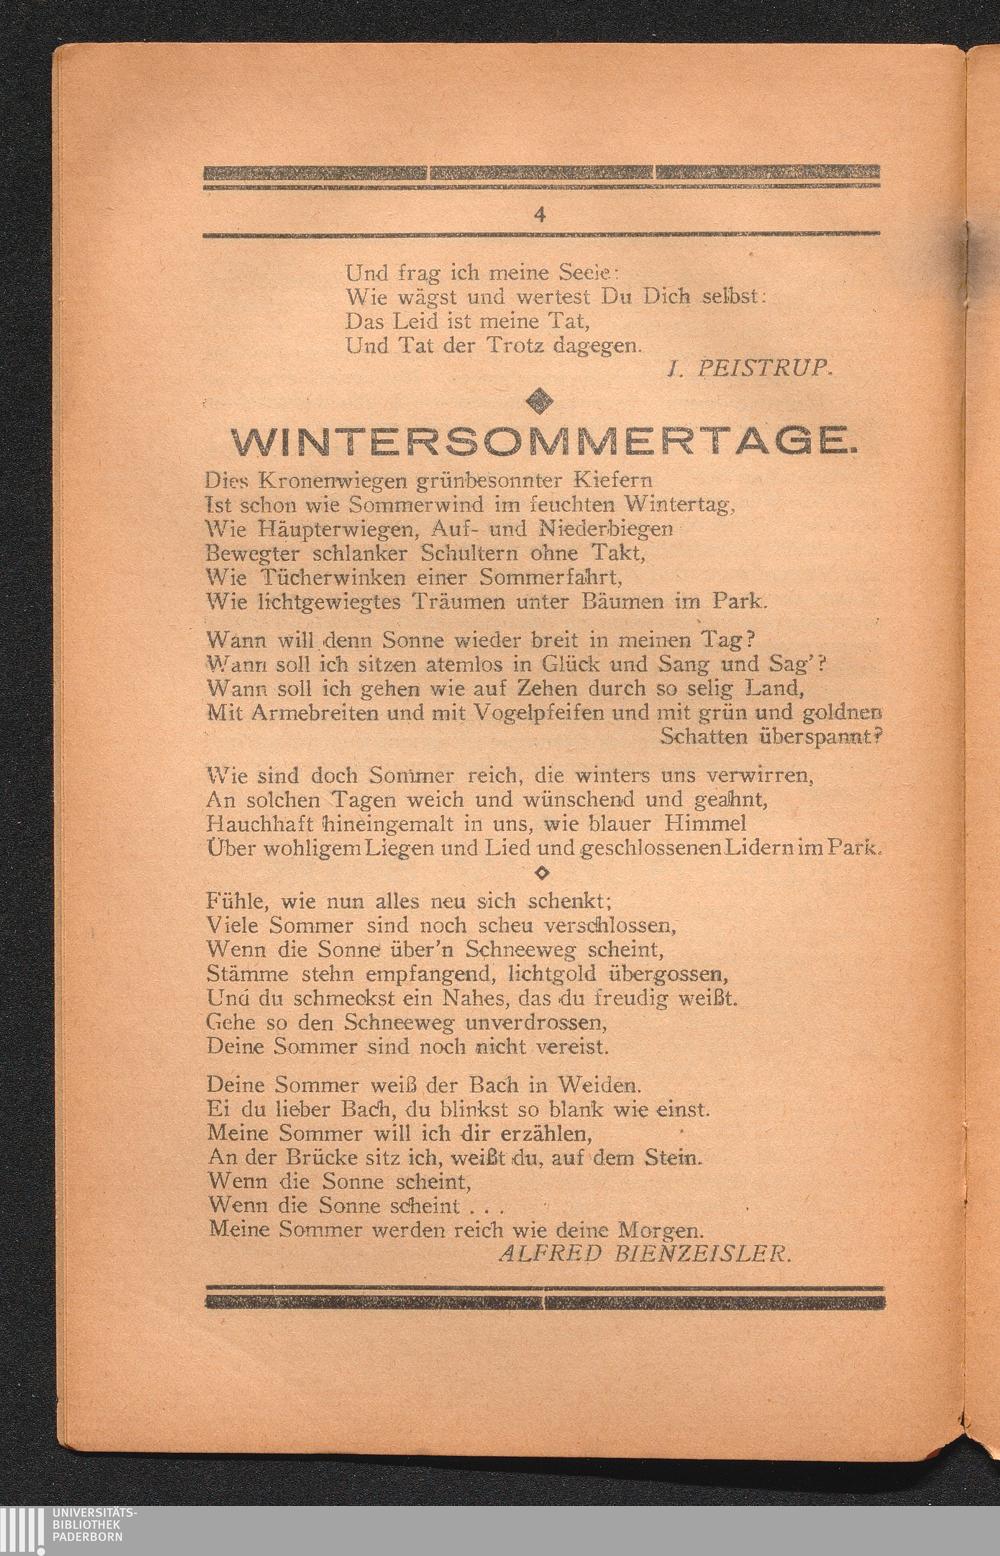 4
Und frag ich meine Seele:
Wie wägst und wertest Du Dich selbst:
Das Leid ist meine Tat,
Und Tat der Trotz dagegen.
I. PEISTRUP.
WINTERSOMMERTAGE.
Dies Kronenwiegen grünbesonnter Kiefern
Ist schon wie Sommerwind im feuchten Wintertag,
Wie Häupterwiegen, Auf- und Niederbiegen
Bewegter schlanker Schultern ohne Takt,
Wie Tücherwinken einer Sommerfahrt,
Wie lichtgewiegtes Träumen unter Bäumen im Park.
Wann will denn Sonne wieder breit in meinen Tag?
Wann soll ich sitzen atemlos in Glück und Sang und Sag'?
Wann soll ich gehen wie auf Zehen durch so selig Land,
Mit Armebreiten und mit Vogelpfeifen und mit grün und goldnen
Schatten überspannt?
Wie sind doch Sommer reich, die winters uns verwirren,
An solchen Tagen weich und wünschend und geahnt,
Hauchhaft hineingemalt in uns, wie blauer Himmel
Über wohligem Liegen und Lied und geschlossenen Lidern im Park.
Fühle, wie nun alles neu sich schenkt;
Viele Sommer sind noch scheu verschlossen,
Wenn die Sonne über'n Schneeweg scheint,
Stämme stehn empfangend, lichtgold übergossen,
Und du schmeckst ein Nahes, das du freudig weißt.
Gehe so den Schneeweg unverdrossen,
Deine Sommer sind noch nicht vereist.
Deine Sommer weiß der Bach in Weiden.
Ei du lieber Bach, du blinkst so blank wie einst.
Meine Sommer will ich dir erzählen,
An der Brücke sitz ich, weißt du, auf dem Stein.
Wenn die Sonne scheint,
Wenn die Sonne scheint . . .
Meine Sommer werden reich wie deine Morgen.
ALFRED BIENZEISLER.
UNIVERSITÄTS-
BIBLIOTHEK
PADERBORN